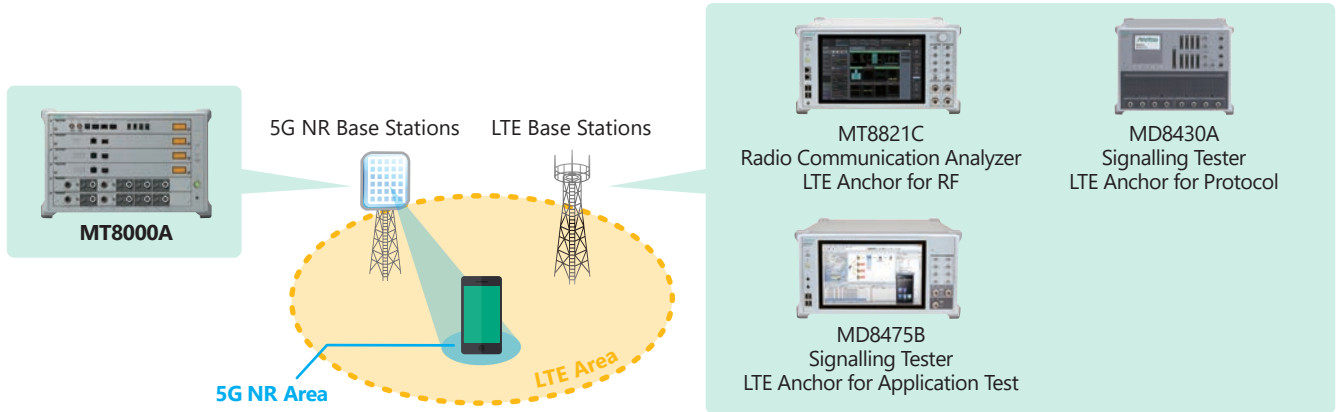 MT8000A
5G NR Base Stations
LTE Base Stations
5G NR Area
LTE Area
MT8821C
Radio Communication Analyzer
LTE Anchor for RF
MD8430A
Signalling Tester
LTE Anchor for Protocol
MD8475B
Signalling Tester
LTE Anchor for Application Test